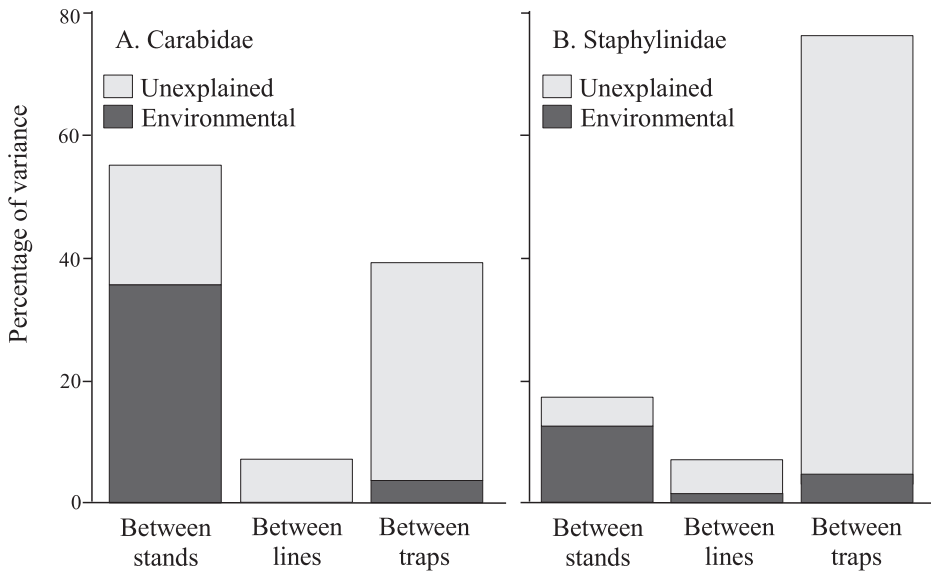 A. Carabidae
Unexplained
Environmental
B. Staphylinidae
Unexplained
Environmental
Percentage of variance
80
60
40
20
0
Between
stands
Between
lines
Between
traps
Between
stands
Between
lines
Between
traps